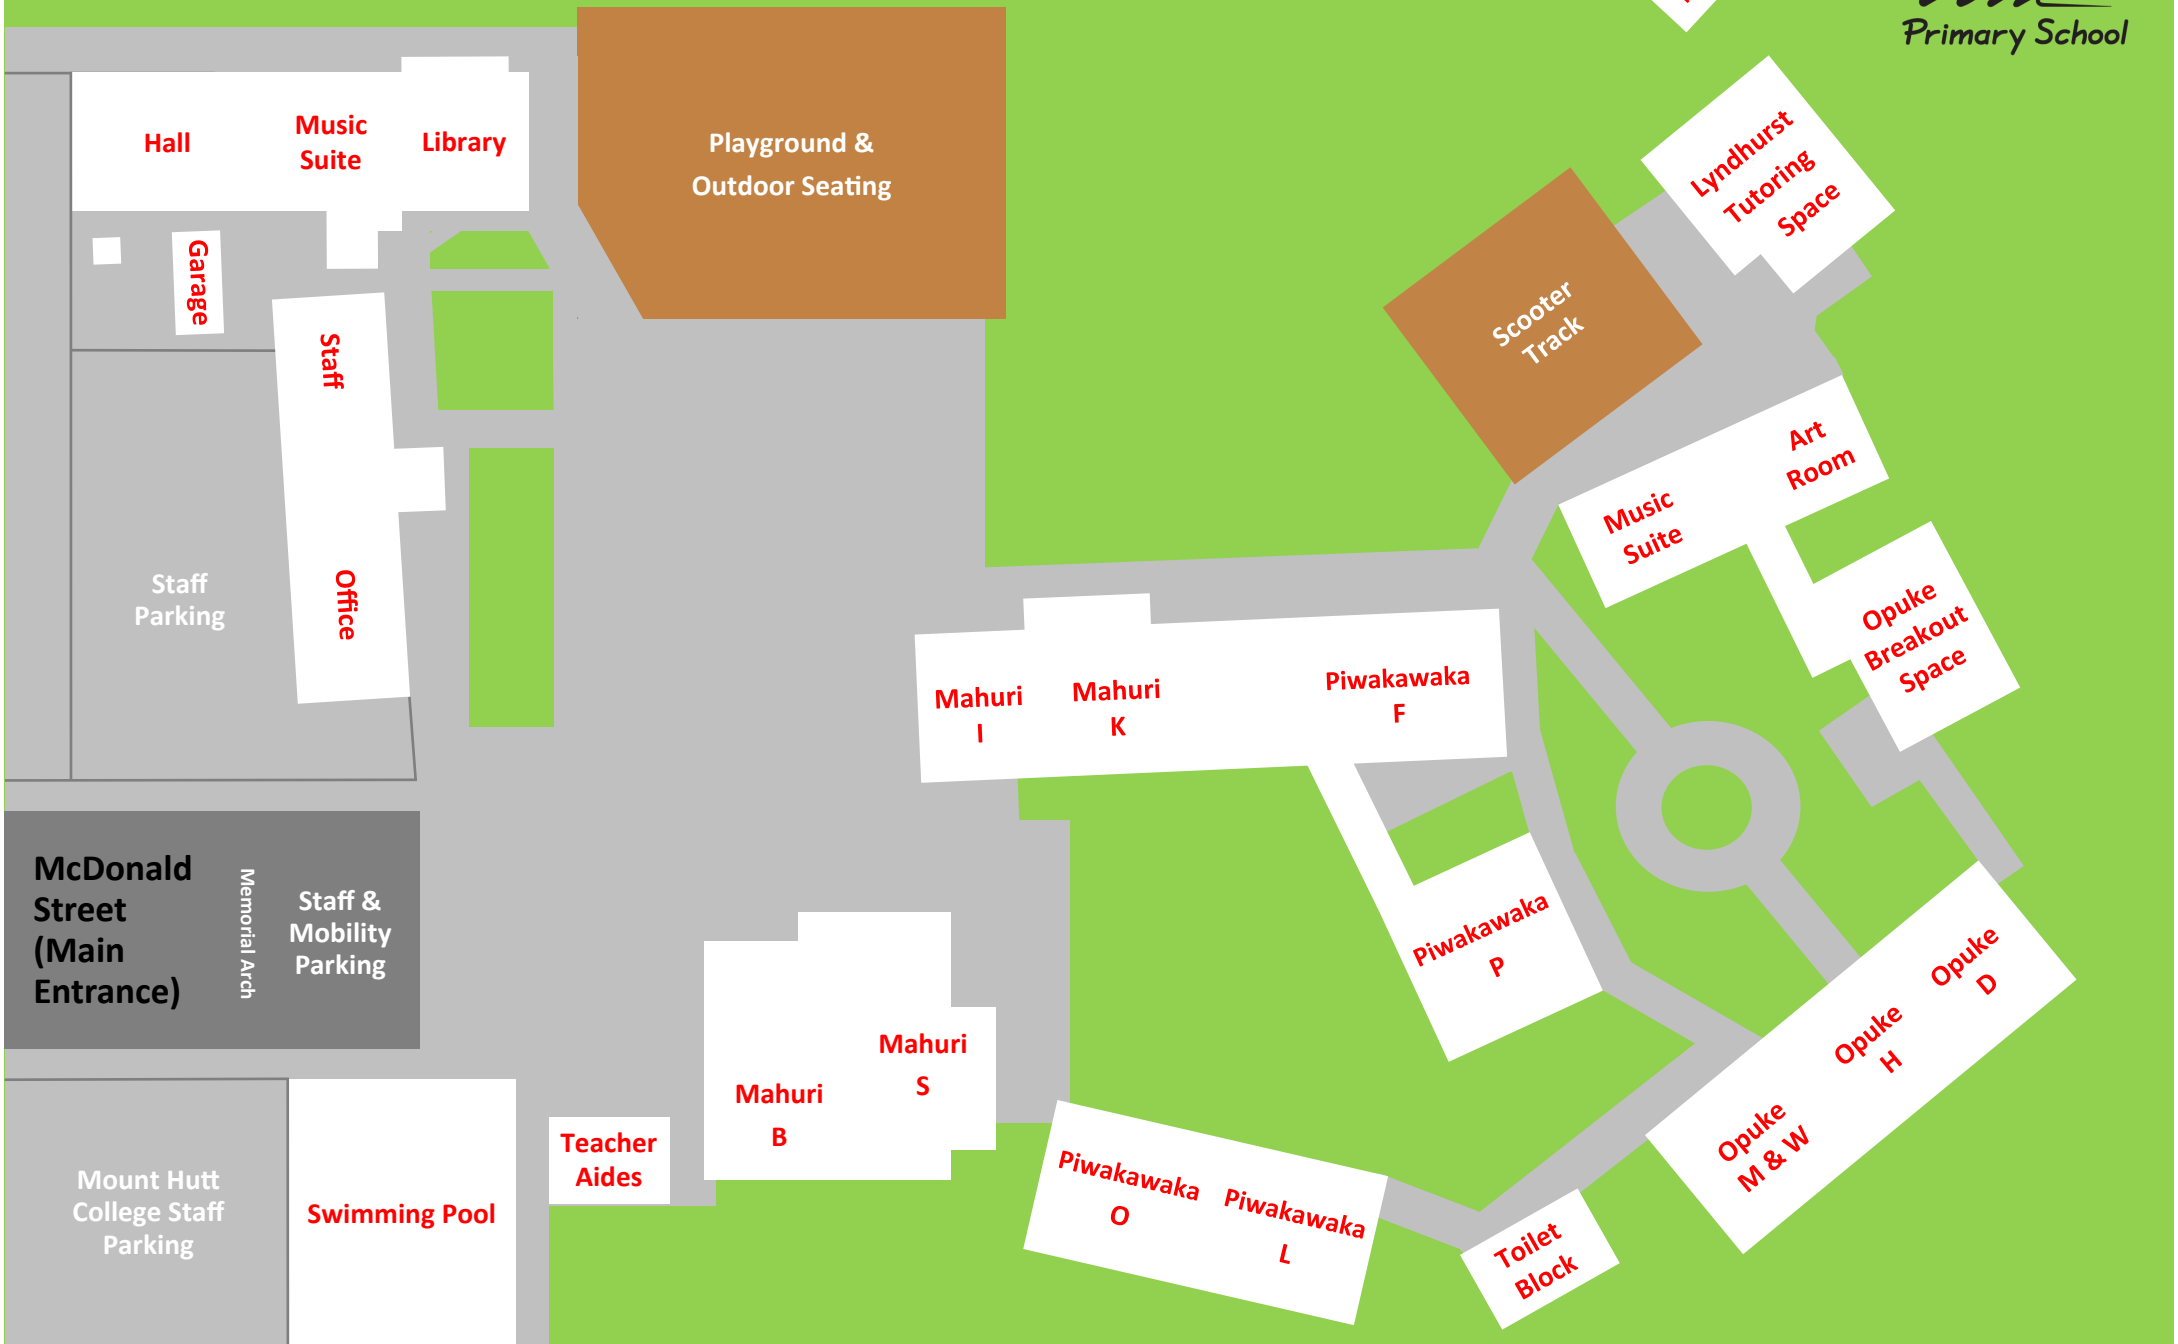 Primary School
Hall
Music
Suite
Library
Playground &
Outdoor Seating
Lyndhurst
Tutoring
Space
Garage
Scooter
Track
Staff
Art
Room
Music
Suite
Staff
Parking
Office
Opuke
Breakout
Space
Mahuri
I
Mahuri
K
Piwakawaka
F
McDonald
Street
(Main
Entrance)
Memorial Arch
Staff &
Mobility
Parking
Piwakawaka
P
Opuke
D
Opuke
H
Opuke
M & W
Mahuri
S
Mahuri
B
Teacher
Aides
Mount Hutt
College Staff
Parking
Swimming Pool
Piwakawaka
O
Piwakawaka
L
Toilet
Block